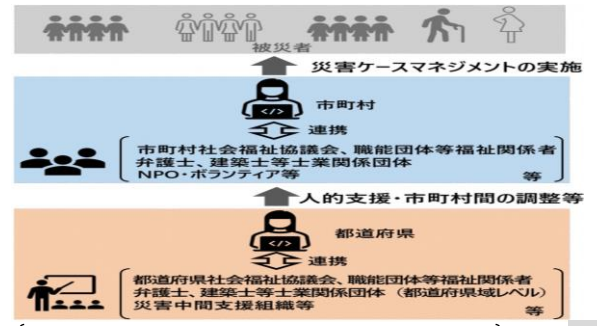 被災者
災害ケースマネジメントの実施
市町村
</>
連携
市町村社会福祉協議会、職能団体等福祉関係者
弁護士、建築士等士業関係団体
NPO・ボランティア等 等
人的支援・市町村間の調整等
都道府県
</>
連携
都道府県社会福祉協議会、職能団体等福祉関係者
弁護士、建築士等士業関係団体（都道府県域レベル）
災害中間支援組織等 等